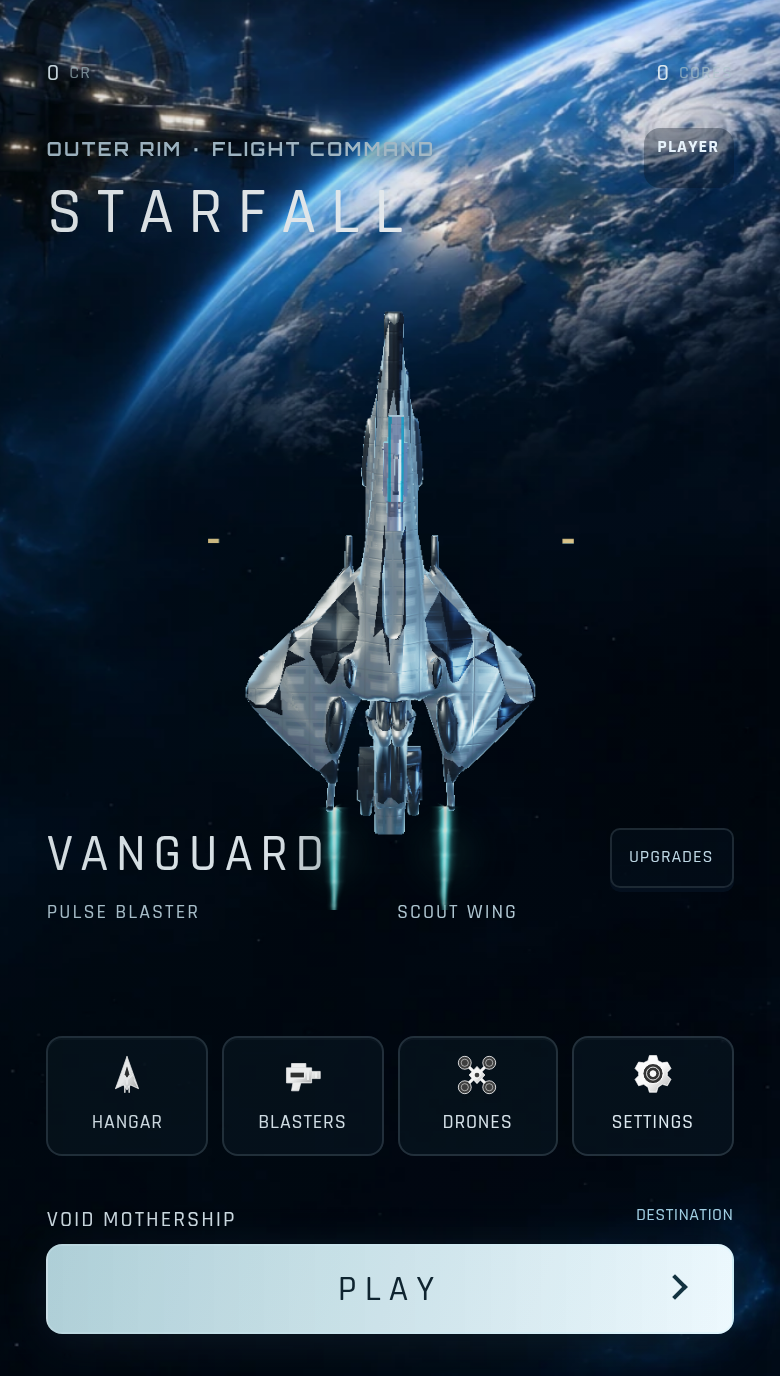 0 CR
0 CDR
OUTER RIM · FLIGHT COMMAND
PLAYER
STARFALL
VANGUARD
UPGRADES
PULSE BLASTER
SCOUT WING
HANGAR
BLASTERS
DRONES
SETTINGS
VOID MOTHERSHIP
DESTINATION
PLAY